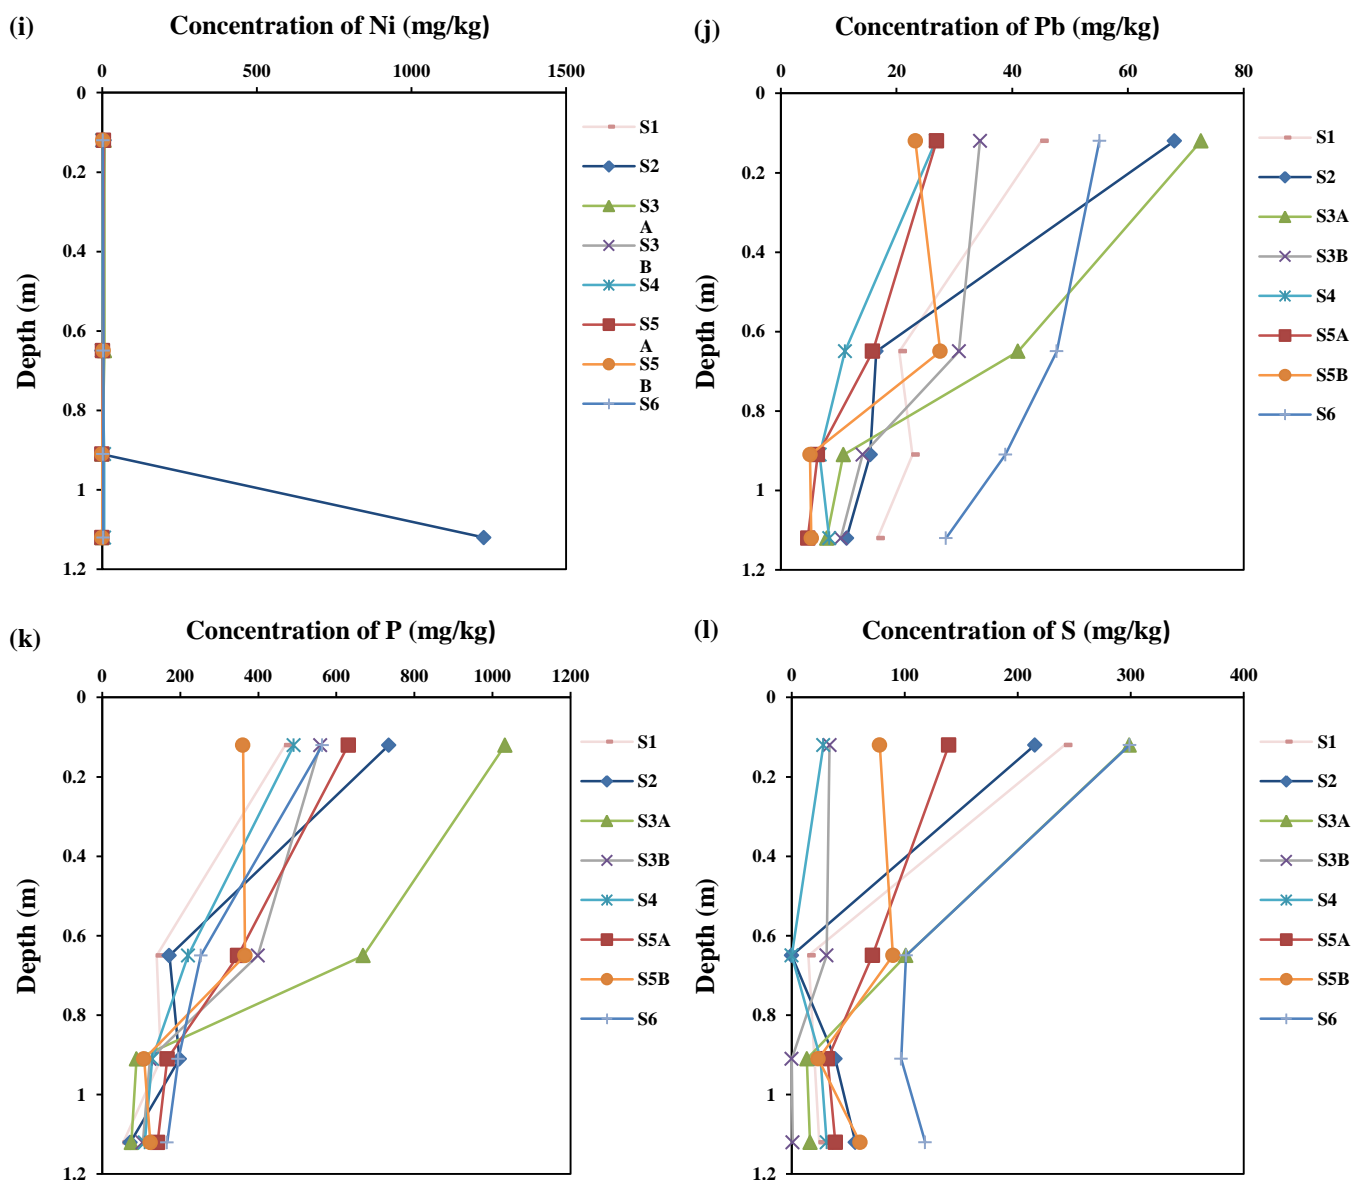 (i) Concentration of Ni (mg/kg)
0 500 1000 1500
0
0.2
0.4
0.6
0.8
1
1.2
Depth (m)
S1
S2
S3
A
S3
B
S4
S5
A
S5
B
S6
(j) Concentration of Pb (mg/kg)
0 20 40 60 80
0
0.2
0.4
0.6
0.8
1
1.2
Depth (m)
S1
S2
S3A
S3B
S4
S5A
S5B
S6
(k) Concentration of P (mg/kg)
0 200 400 600 800 1000 1200
0
0.2
0.4
0.6
0.8
1
1.2
Depth (m)
S1
S2
S3A
S3B
S4
S5A
S5B
S6
(l) Concentration of S (mg/kg)
0 100 200 300 400
0
0.2
0.4
0.6
0.8
1
1.2
Depth (m)
S1
S2
S3A
S3B
S4
S5A
S5B
S6